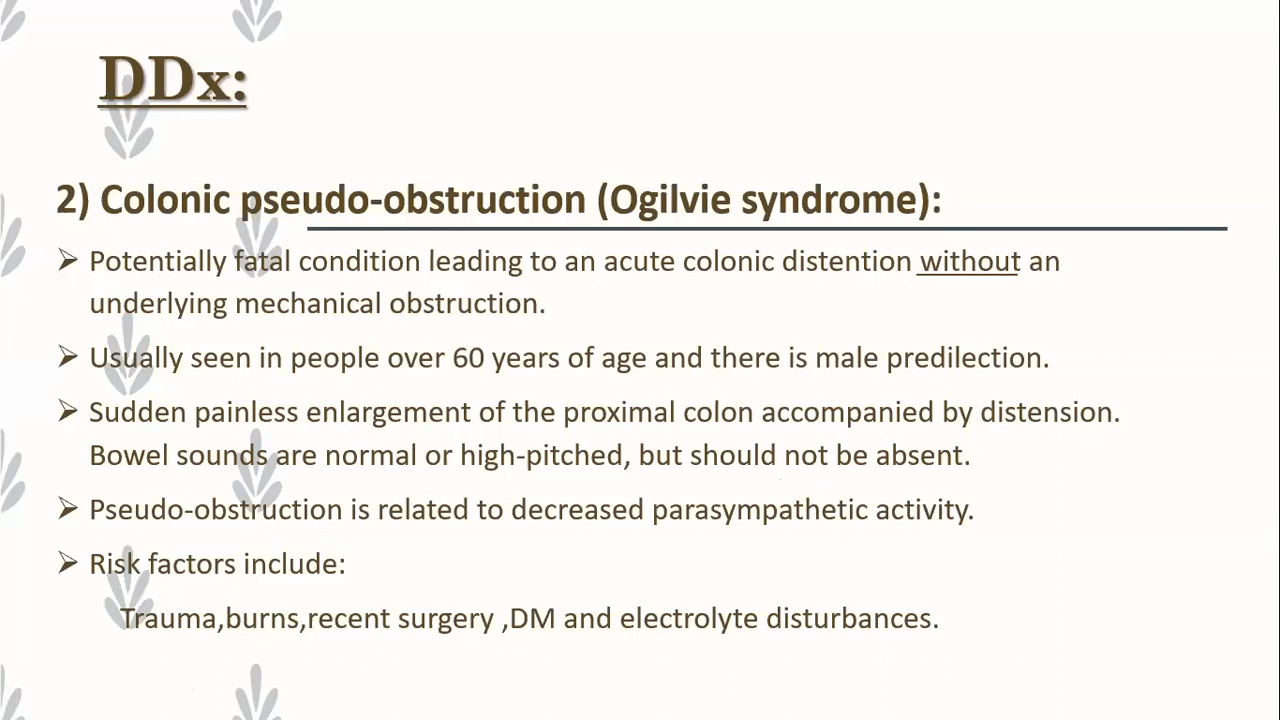 DDx:
2) Colonic pseudo-obstruction (Ogilvie syndrome):
➢ Potentially fatal condition leading to an acute colonic distention without an
underlying mechanical obstruction.
➢ Usually seen in people over 60 years of age and there is male predilection.
➢ Sudden painless enlargement of the proximal colon accompanied by distension.
Bowel sounds are normal or high-pitched, but should not be absent.
➢ Pseudo-obstruction is related to decreased parasympathetic activity.
➢ Risk factors include:
Trauma,burns,recent surgery ,DM and electrolyte disturbances.